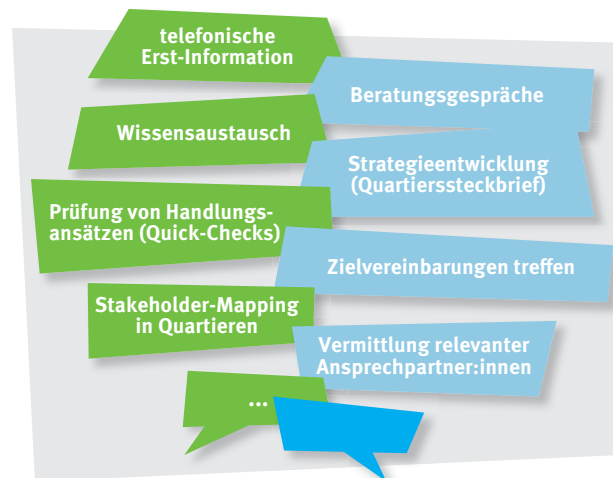 telefonische
Erst-Information
Beratungsgespräche
Wissensaustausch
Strategieentwicklung
(Quartierssteckbrief)
Prüfung von Handlungs-
ansätzen (Quick-Checks)
Zielvereinbarungen treffen
Stakeholder-Mapping
in Quartieren
Vermittlung relevanter
Ansprechpartner:innen
...